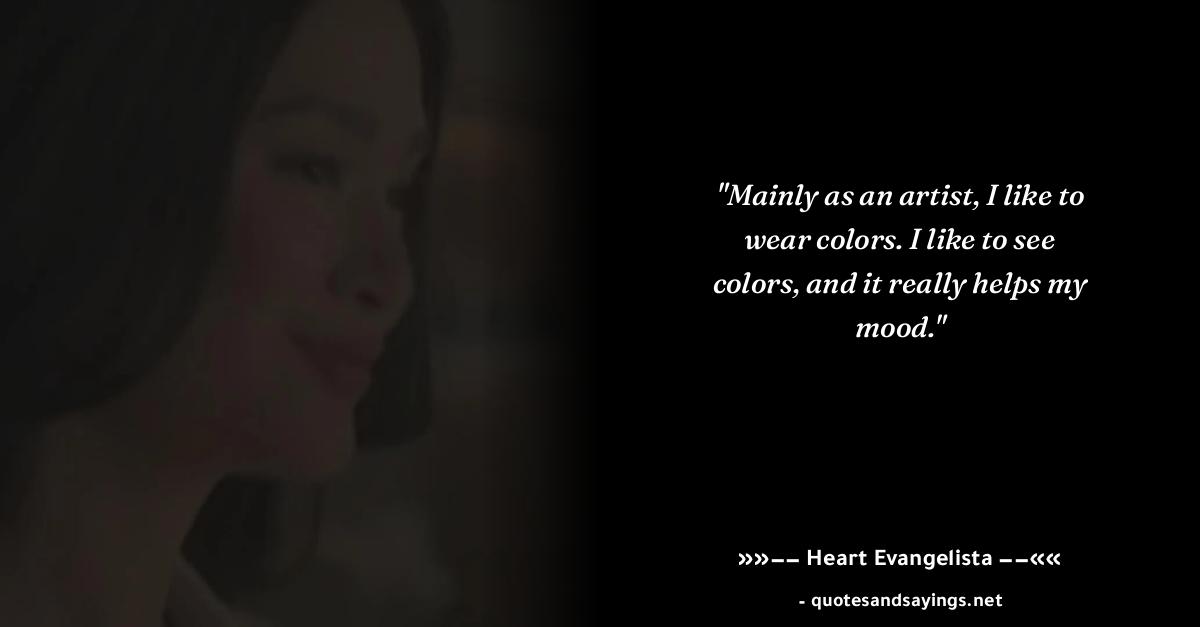 "Mainly as an artist, I like to
wear colors. I like to see
colors, and it really helps my
mood."
»»−− Heart Evangelista −−««
- quotesandsayings.net